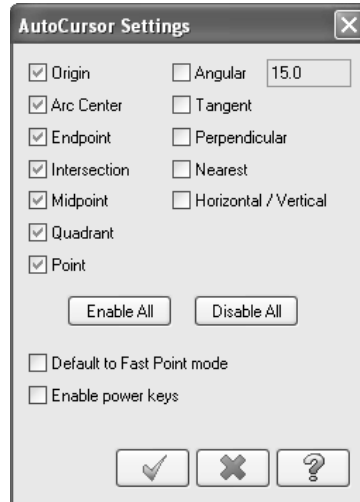 AutoCursor Settings
Origin
Angular 15.0
Arc Center
Tangent
Endpoint
Perpendicular
Intersection
Nearest
Midpoint
Horizontal / Vertical
Quadrant
Point
Enable All
Disable All
Default to Fast Point mode
Enable power keys
?